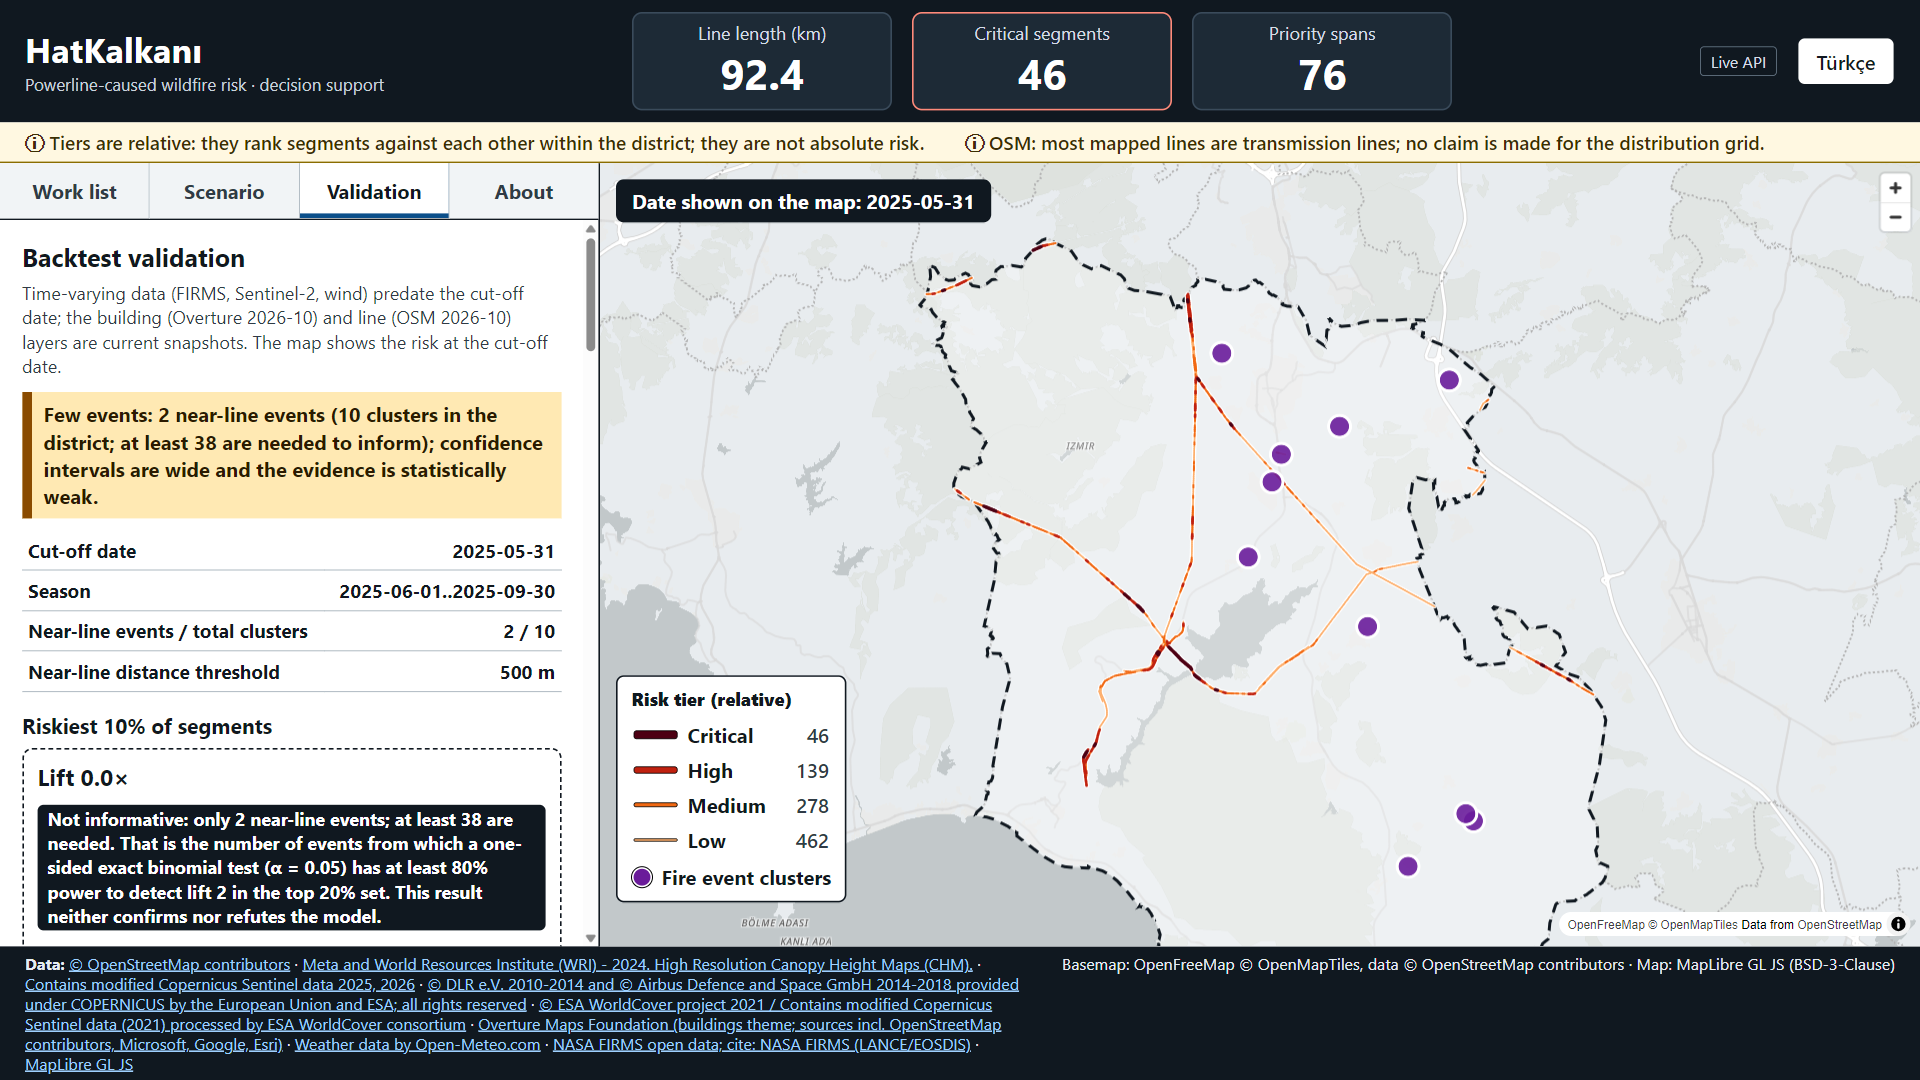 HatKalkanı
Powerline-caused wildfire risk · decision support
Line length (km)
92.4
Critical segments
46
Priority spans
76
Live API
Türkçe
ⓘ Tiers are relative: they rank segments against each other within the district; they are not absolute risk.
ⓘ OSM: most mapped lines are transmission lines; no claim is made for the distribution grid.
Work list
Scenario
Validation
About
Backtest validation
Time-varying data (FIRMS, Sentinel-2, wind) predate the cut-off
date; the building (Overture 2026-10) and line (OSM 2026-10)
layers are current snapshots. The map shows the risk at the cut-off
date.
Few events: 2 near-line events (10 clusters in the
district; at least 38 are needed to inform); confidence
intervals are wide and the evidence is statistically
weak.
Cut-off date 2025-05-31
Season 2025-06-01..2025-09-30
Near-line events / total clusters 2 / 10
Near-line distance threshold 500 m
Riskiest 10% of segments
Lift 0.0×
Not informative: only 2 near-line events; at least 38 are
needed. That is the number of events from which a one-
sided exact binomial test (α = 0.05) has at least 80%
power to detect lift 2 in the top 20% set. This result
neither confirms nor refutes the model.
Date shown on the map: 2025-05-31
+
−
IZMIR
Risk tier (relative)
Critical 46
High 139
Medium 278
Low 462
Fire event clusters
BÖLME ADASI
KANLI ADA
OpenFreeMap © OpenMapTiles Data from OpenStreetMap
Data: © OpenStreetMap contributors · Meta and World Resources Institute (WRI) - 2024. High Resolution Canopy Height Maps (CHM). ·
Contains modified Copernicus Sentinel data 2025, 2026 · © DLR e.V. 2010-2014 and © Airbus Defence and Space GmbH 2014-2018 provided
under COPERNICUS by the European Union and ESA; all rights reserved · © ESA WorldCover project 2021 / Contains modified Copernicus
Sentinel data (2021) processed by ESA WorldCover consortium · Overture Maps Foundation (buildings theme; sources incl. OpenStreetMap
contributors, Microsoft, Google, Esri) · Weather data by Open-Meteo.com · NASA FIRMS open data; cite: NASA FIRMS (LANCE/EOSDIS) ·
MapLibre GL JS
Basemap: OpenFreeMap © OpenMapTiles, data © OpenStreetMap contributors · Map: MapLibre GL JS (BSD-3-Clause)